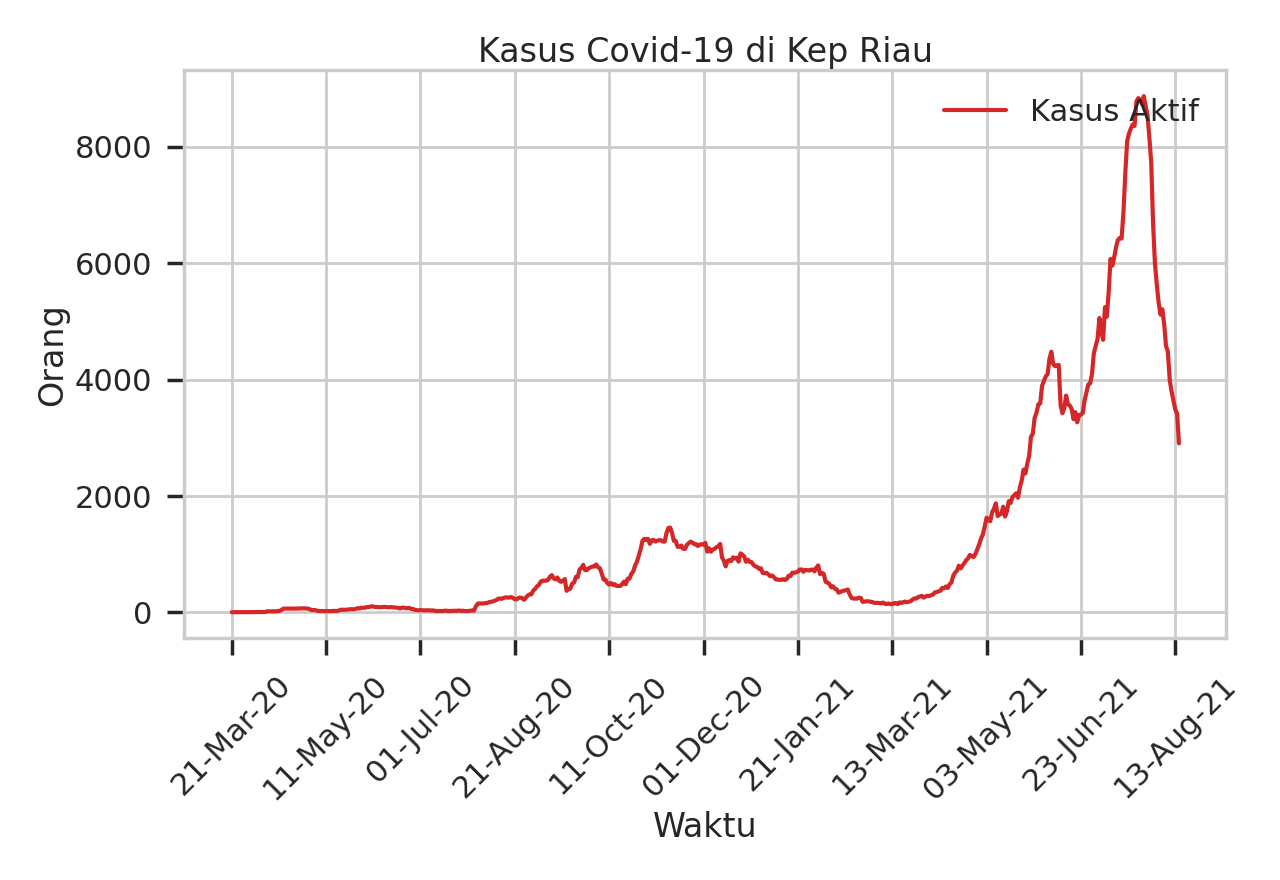 Kasus Covid-19 di Kep Riau
Kasus Aktif
Orang
8000
6000
4000
2000
0
21-Mar-20
11-May-20
01-Jul-20
21-Aug-20
11-Oct-20
01-Dec-20
21-Jan-21
13-Mar-21
03-May-21
23-Jun-21
13-Aug-21
Waktu